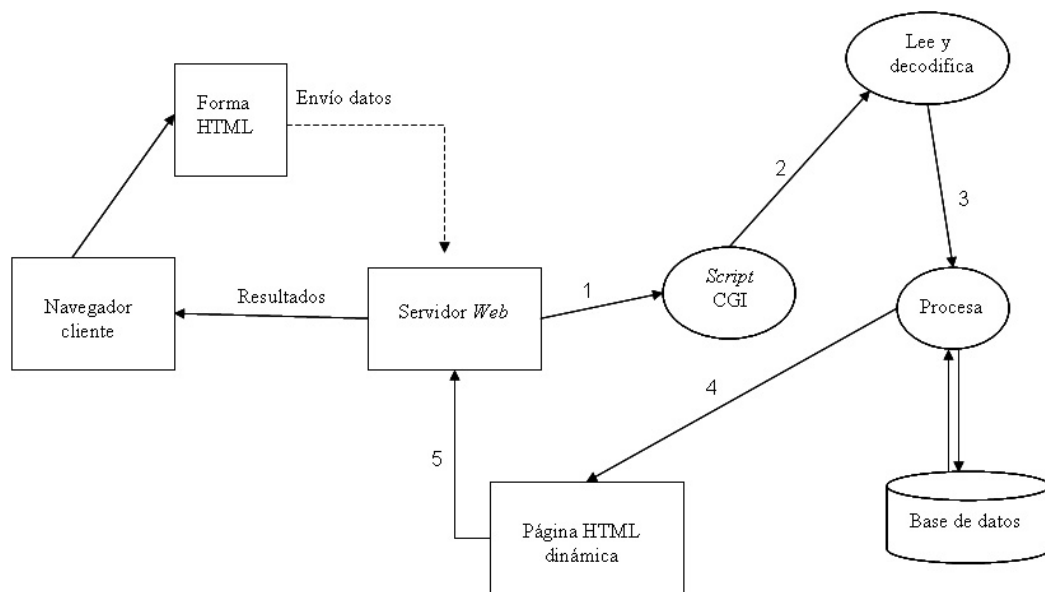 Lee y
decodifica
Forma
HTML
Envío datos
2
3
Navegador
cliente
Resultados
Servidor Web
1
Script
CGI
Procesa
4
5
Página HTML
dinámica
Base de datos